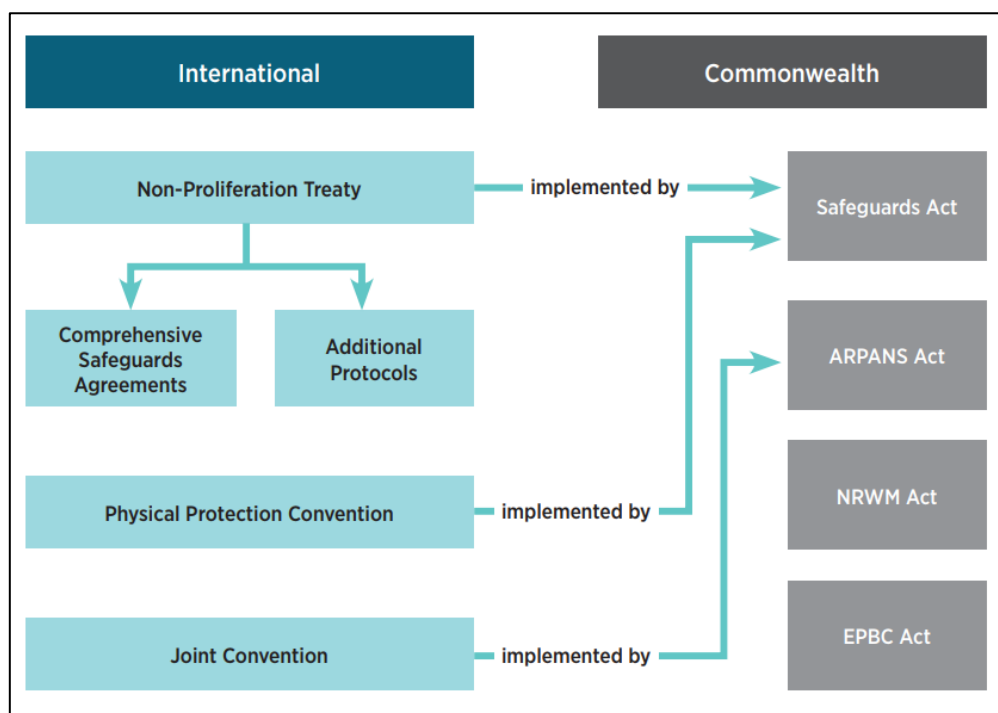 International
Commonwealth
Non-Proliferation Treaty
implemented by
Safeguards Act
Comprehensive
Safeguards
Agreements
Additional
Protocols
ARPANS Act
Physical Protection Convention
implemented by
NRWM Act
Joint Convention
implemented by
EPBC Act